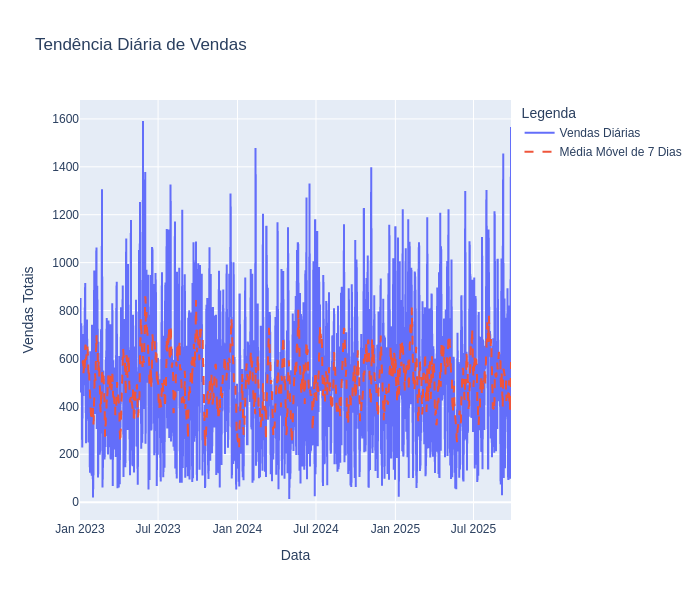 Tendência Diária de Vendas
Legenda
Vendas Diárias
Média Móvel de 7 Dias
Vendas Totais
1600
1400
1200
1000
800
600
400
200
0
Jan 2023
Jul 2023
Jan 2024
Jul 2024
Jan 2025
Jul 2025
Data